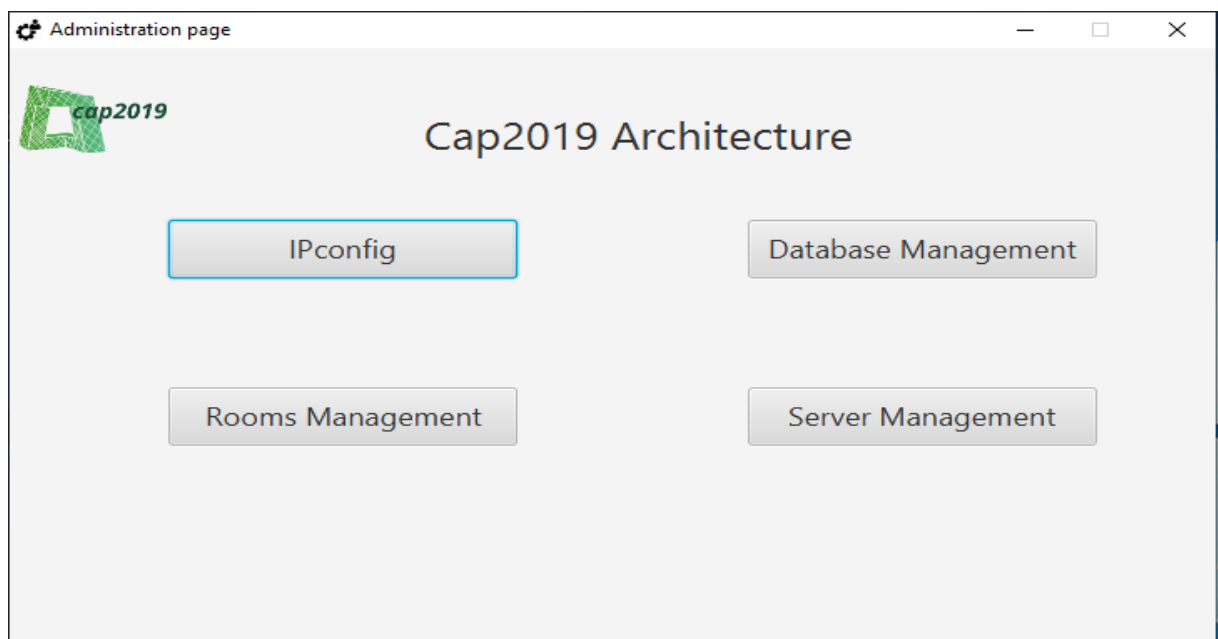 Administration page
cap2019
Cap2019 Architecture
IPconfig
Database Management
Rooms Management
Server Management